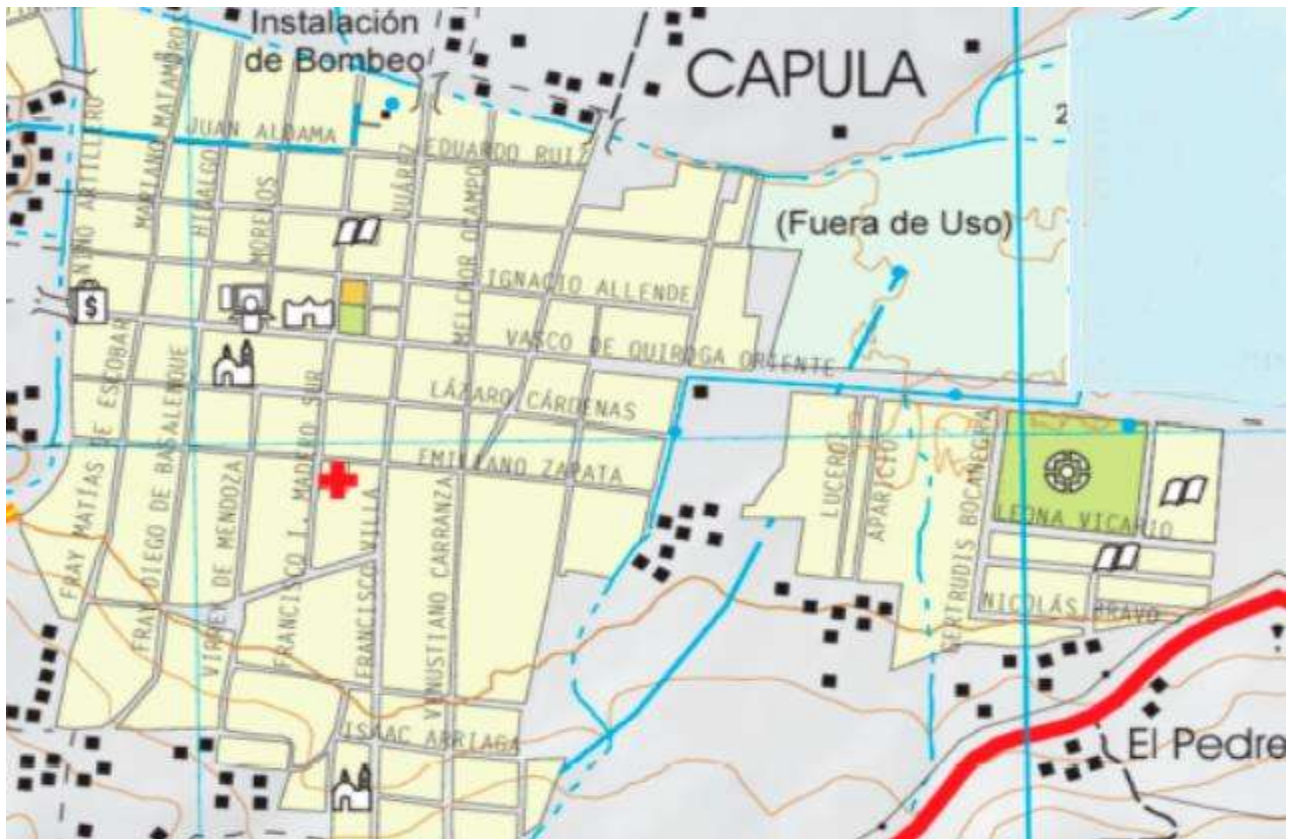 Instalación
de Bombeo
CAPULA
2
JUAN ALDAMA
EDUARDO RUIZ
NIÑO ARTILLERO
MARIANO MATAMOROS
HIDALGO
MORELOS
JUÁREZ
MELCHOR OCAMPO
(Fuera de Uso)
IGNACIO ALLENDE
$
VASCO DE QUIROGA ORIENTE
LÁZARO CÁRDENAS
EMILIANO ZAPATA
FRAY MATÍAS DE ESCOBAR
FRAY DIEGO DE BASALENQUE
VIRREY DE MENDOZA
FRANCISCO I. MADERO SUR
FRANCISCO VILLA
VENUSTIANO CARRANZA
LUCERO
APARICIO
GERTRUDIS BOCANEGRA
LEONA VICARIO
NICOLÁS BRAVO
ISAAC ARRIAGA
El Pedre